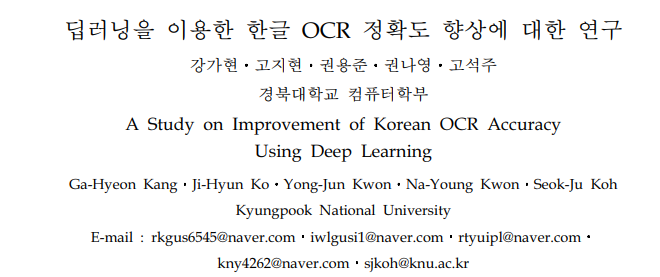 딥러닝을 이용한 한글 OCR 정확도 향상에 대한 연구
강가현・고지현・권용준・권나영・고석주
경북대학교 컴퓨터학부
A Study on Improvement of Korean OCR Accuracy
Using Deep Learning
Ga-Hyeon Kang・Ji-Hyun Ko・Yong-Jun Kwon・Na-Young Kwon・Seok-Ju Koh
Kyungpook National University
E-mail : rkgus6545@naver.com・iwlgusi1@naver.com・rtyuipl@naver.com・
kny4262@naver.com・sjkoh@knu.ac.kr